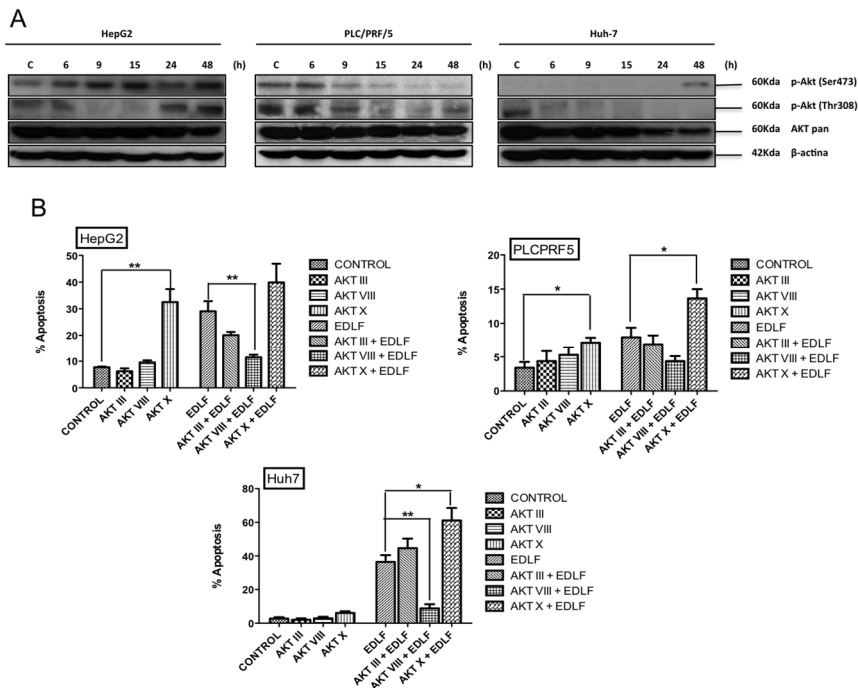 A
HepG2 PLC/PRF/5 Huh-7
C 6 9 15 24 48 (h) C 6 9 15 24 48 (h) C 6 9 15 24 48 (h)
60Kda p-Akt (Ser473)
60Kda p-Akt (Thr308)
60Kda AKT pan
42Kda β-actina
B
HepG2
% Apoptosis
50
40
30
20
10
0
**
**
CONTROL
AKT III
AKT VIII
AKT X
EDLF
AKT III + EDLF
AKT VIII + EDLF
AKT X + EDLF
CONTROL
AKT III
AKT VIII
AKT X
EDLF
AKT III + EDLF
AKT VIII + EDLF
AKT X + EDLF
PLCPRF5
% Apoptosis
20
15
10
5
0
*
*
CONTROL
AKT III
AKT VIII
AKT X
EDLF
AKT III + EDLF
AKT VIII + EDLF
AKT X + EDLF
CONTROL
AKT III
AKT VIII
AKT X
EDLF
AKT III + EDLF
AKT VIII + EDLF
AKT X + EDLF
Huh7
% Apoptosis
80
60
40
20
0
*
**
CONTROL
AKT III
AKT VIII
AKT X
EDLF
AKT III + EDLF
AKT VIII + EDLF
AKT X + EDLF
CONTROL
AKT III
AKT VIII
AKT X
EDLF
AKT III + EDLF
AKT VIII + EDLF
AKT X + EDLF